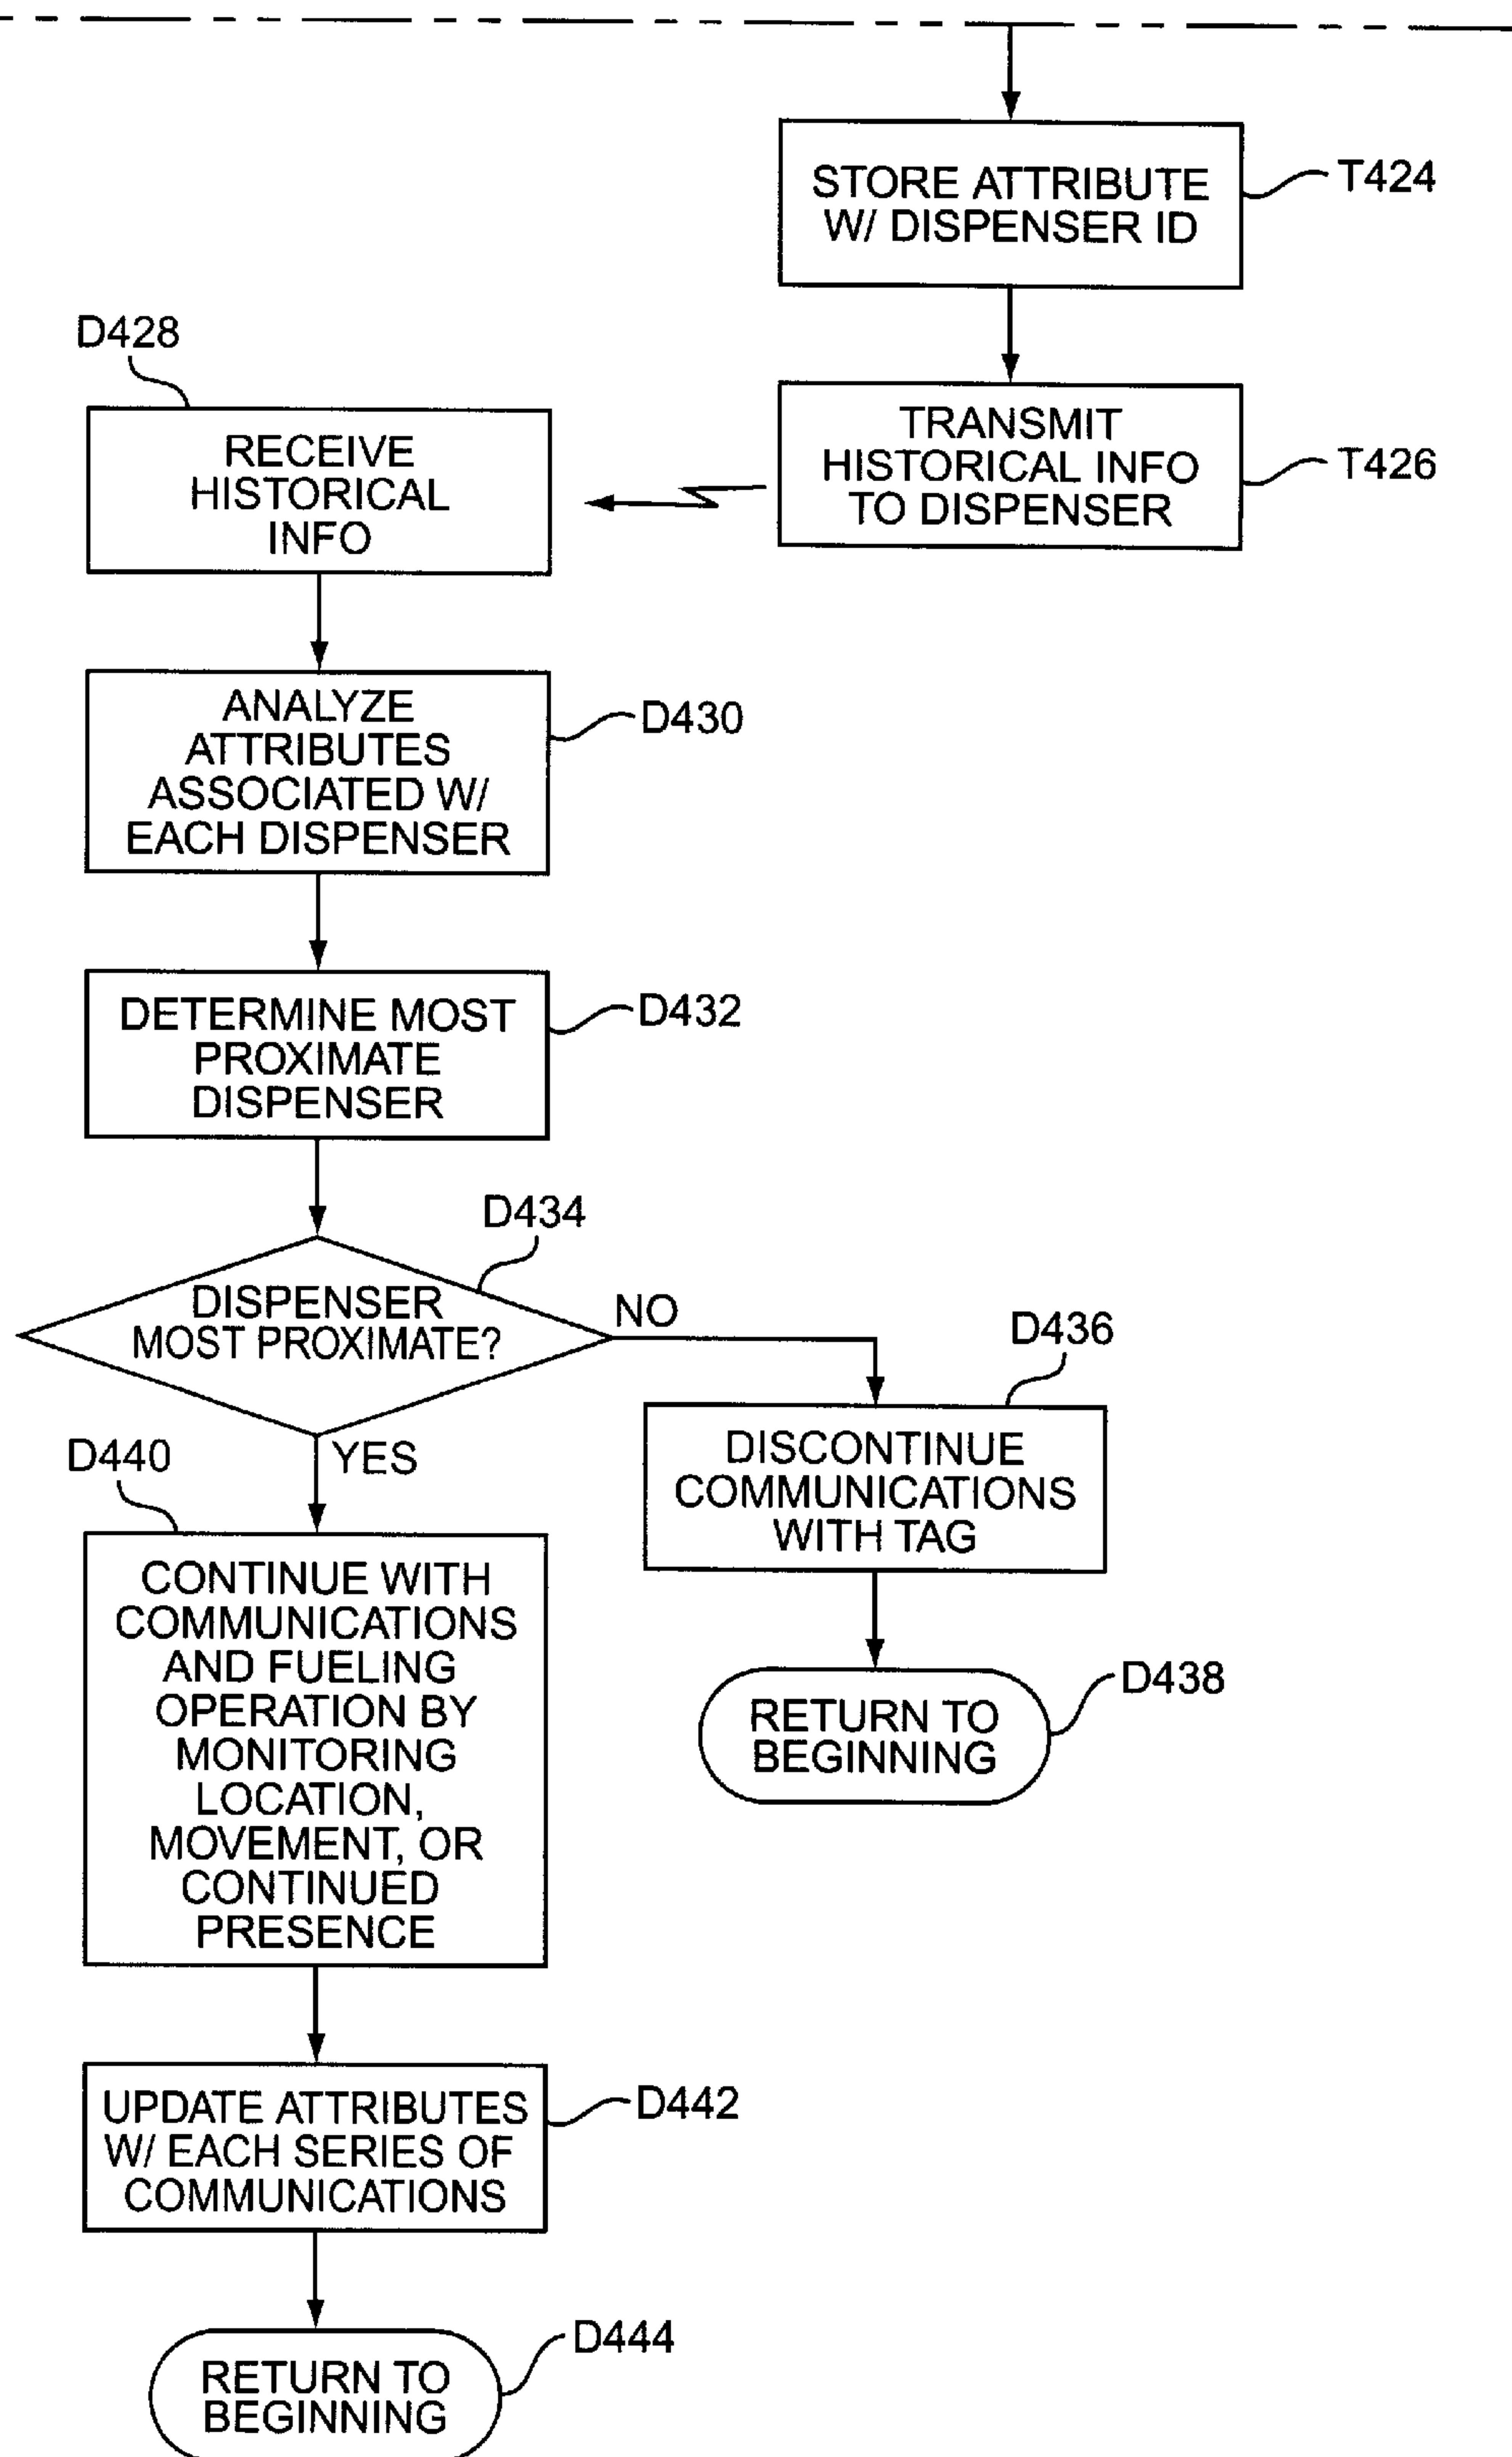 STORE ATTRIBUTE
W/ DISPENSER ID
T424
D428
TRANSMIT
HISTORICAL INFO
TO DISPENSER
T426
RECEIVE
HISTORICAL
INFO
ANALYZE
ATTRIBUTES
ASSOCIATED W/
EACH DISPENSER
D430
DETERMINE MOST
PROXIMATE
DISPENSER
D432
D434
DISPENSER
MOST PROXIMATE?
NO
D436
YES
DISCONTINUE
COMMUNICATIONS
WITH TAG
D440
CONTINUE WITH
COMMUNICATIONS
AND FUELING
OPERATION BY
MONITORING
LOCATION,
MOVEMENT, OR
CONTINUED
PRESENCE
RETURN TO
BEGINNING
D438
UPDATE ATTRIBUTES
W/ EACH SERIES OF
COMMUNICATIONS
D442
RETURN TO
BEGINNING
D444